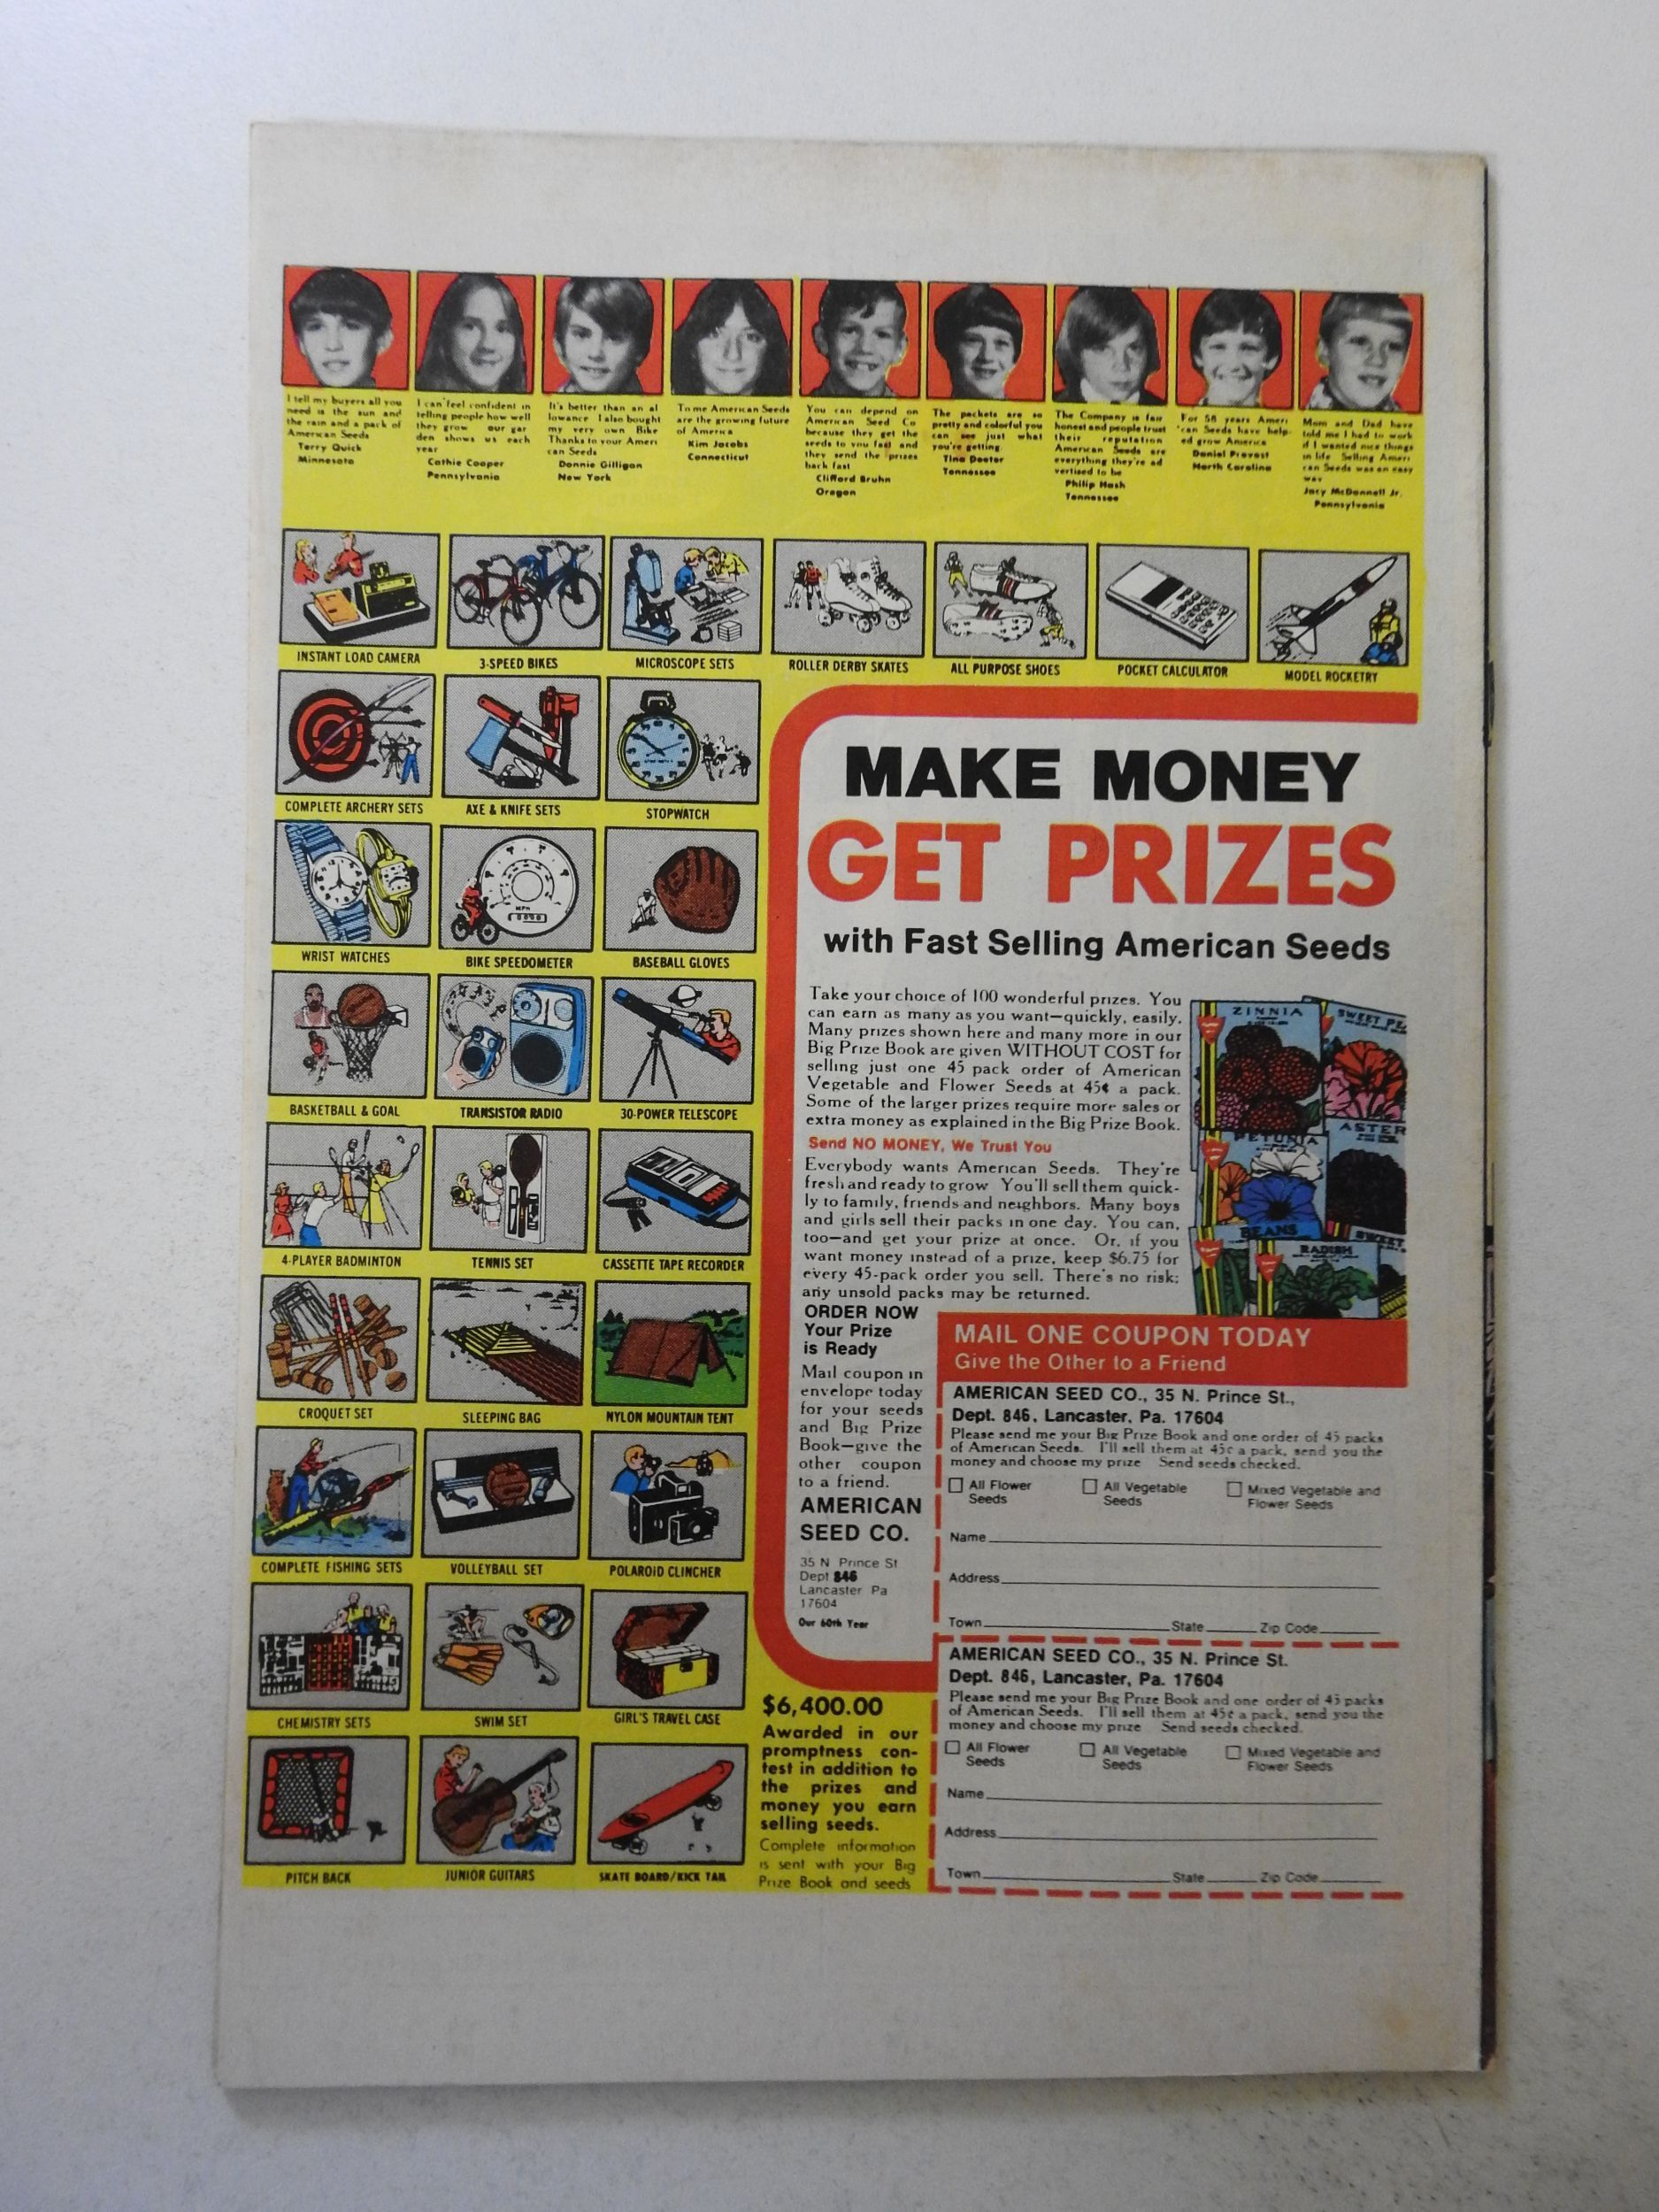 I tell my buyers all you
need is the sun and
the rain and a pack of
American Seeds
Terry Quick
Minnesota
I can feel confident in
telling people how well
they grow our gar
den shows us each
year
Cathie Cooper
Pennsylvania
It's better than an al
lowance I also bought
my very own Bike
Thanks to your Ameri
can Seeds
Donnie Gilligan
New York
To me American Seeds
are the growing future
of America
Kim Jacobs
Connecticut
You can depend on
American Seed Co
because they get the
seeds to you fast and
they send the prizes
back fast
Clifford Bruhn
Oregon
The packets are so
pretty and colorful you
can see just what
you're getting.
Tina Doctor
Tennessee
The Company is fair
honest and people trust
their reputation
American Seeds are
everything they're ad
vertised to be
Philip Hash
Tennessee
For 58 years Ameri
can Seeds have help-
ed grow America
Daniel Provost
North Carolina
Mom and Dad have
told me I had to work
if I wanted nice things
in life Selling Ameri
can Seeds was an easy
way
Jacy McDonnell Jr.
Pennsylvania
INSTANT LOAD CAMERA
3-SPEED BIKES
MICROSCOPE SETS
ROLLER DERBY SKATES
ALL PURPOSE SHOES
POCKET CALCULATOR
MODEL ROCKETRY
COMPLETE ARCHERY SETS
AXE & KNIFE SETS
STOPWATCH
WRIST WATCHES
MPH
BIKE SPEEDOMETER
BASEBALL GLOVES
BASKETBALL & GOAL
TRANSISTOR RADIO
30-POWER TELESCOPE
4-PLAYER BADMINTON
TENNIS SET
CASSETTE TAPE RECORDER
CROQUET SET
SLEEPING BAG
NYLON MOUNTAIN TENT
COMPLETE FISHING SETS
VOLLEYBALL SET
POLAROID CLINCHER
CHEMISTRY SETS
SWIM SET
GIRL'S TRAVEL CASE
PITCH BACK
JUNIOR GUITARS
SKATE BOARD/KICK TAIL
MAKE MONEY
GET PRIZES
with Fast Selling American Seeds
Take your choice of 100 wonderful prizes. You
can earn as many as you want—quickly, easily.
Many prizes shown here and many more in our
Big Prize Book are given WITHOUT COST for
selling just one 45 pack order of American
Vegetable and Flower Seeds at 45¢ a pack.
Some of the larger prizes require more sales or
extra money as explained in the Big Prize Book.
Send NO MONEY, We Trust You
Everybody wants American Seeds. They're
fresh and ready to grow You'll sell them quick-
ly to family, friends and neighbors. Many boys
and girls sell their packs in one day. You can,
too—and get your prize at once. Or, if you
want money instead of a prize, keep $6.75 for
every 45-pack order you sell. There's no risk;
any unsold packs may be returned.
ZINNIA
SWEET PE
ASTER
PETUNIA
BEANS
SWEET
RADISH
ORDER NOW
Your Prize
is Ready
Mail coupon in
envelope today
for your seeds
and Big Prize
Book—give the
other coupon
to a friend.
AMERICAN
SEED CO.
35 N Prince St
Dept 846
Lancaster Pa
17604
Our 60th Year
MAIL ONE COUPON TODAY
Give the Other to a Friend
AMERICAN SEED CO., 35 N. Prince St.,
Dept. 846, Lancaster, Pa. 17604
Please send me your Big Prize Book and one order of 45 packs
of American Seeds. I'll sell them at 45¢ a pack, send you the
money and choose my prize Send seeds checked.
All Flower
Seeds
All Vegetable
Seeds
Mixed Vegetable and
Flower Seeds
Name
Address
Town State Zip Code
AMERICAN SEED CO., 35 N. Prince St.
Dept. 846, Lancaster, Pa. 17604
Please send me your Big Prize Book and one order of 45 packs
of American Seeds. I'll sell them at 45¢ a pack, send you the
money and choose my prize Send seeds checked.
All Flower
Seeds
All Vegetable
Seeds
Mixed Vegetable and
Flower Seeds
Name
Address
Town State Zip Code
$6,400.00
Awarded in our
promptness con-
test in addition to
the prizes and
money you earn
selling seeds.
Complete information
is sent with your Big
Prize Book and seeds